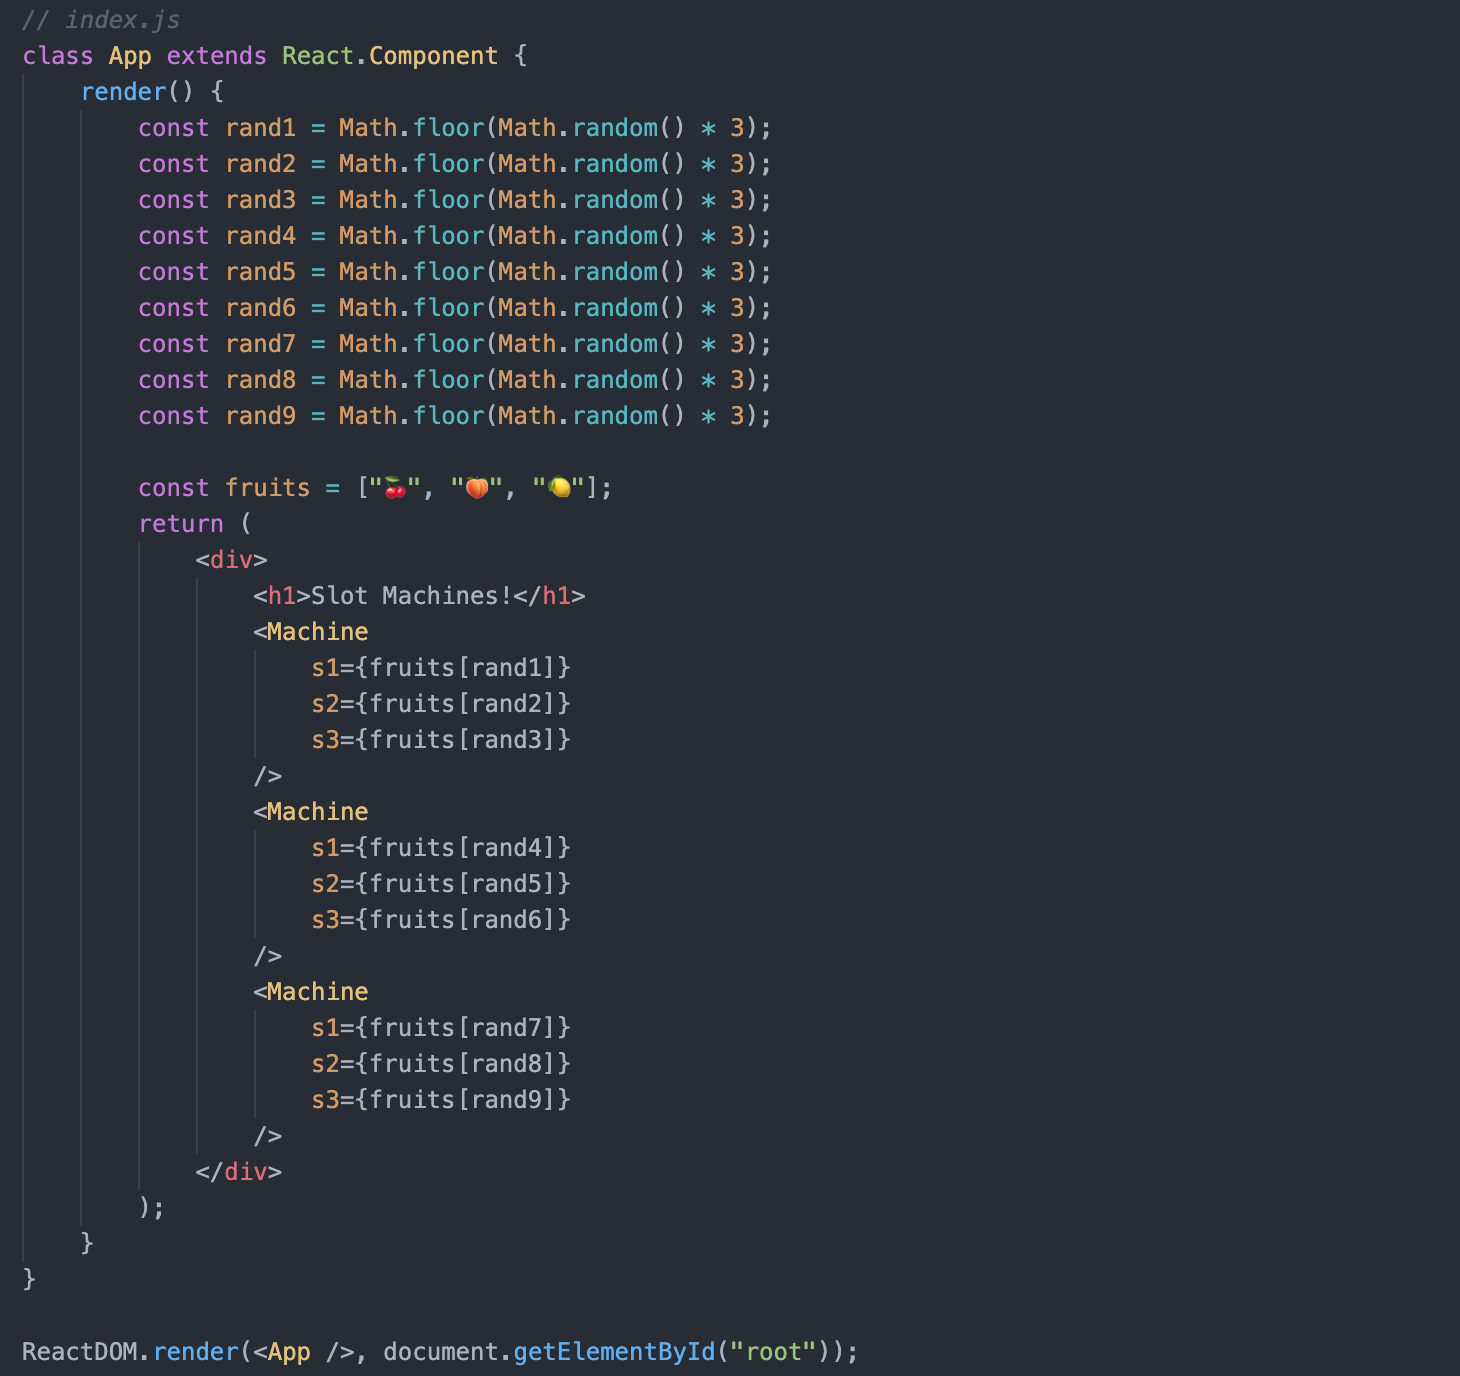 // index.js
class App extends React.Component {
    render() {
        const rand1 = Math.floor(Math.random() * 3);
        const rand2 = Math.floor(Math.random() * 3);
        const rand3 = Math.floor(Math.random() * 3);
        const rand4 = Math.floor(Math.random() * 3);
        const rand5 = Math.floor(Math.random() * 3);
        const rand6 = Math.floor(Math.random() * 3);
        const rand7 = Math.floor(Math.random() * 3);
        const rand8 = Math.floor(Math.random() * 3);
        const rand9 = Math.floor(Math.random() * 3);

        const fruits = ["🍒", "🍑", "🍋"];
        return (
            <div>
                <h1>Slot Machines!</h1>
                <Machine
                    s1={fruits[rand1]}
                    s2={fruits[rand2]}
                    s3={fruits[rand3]}
                />
                <Machine
                    s1={fruits[rand4]}
                    s2={fruits[rand5]}
                    s3={fruits[rand6]}
                />
                <Machine
                    s1={fruits[rand7]}
                    s2={fruits[rand8]}
                    s3={fruits[rand9]}
                />
            </div>
        );
    }
}

ReactDOM.render(<App />, document.getElementById("root"));